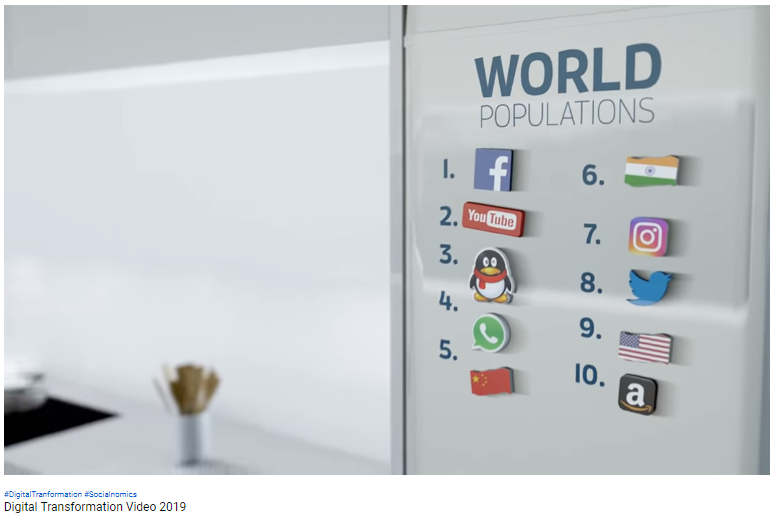 WORLD
POPULATIONS
1.
f
2. YouTube
3.
4.
5.
6.
7.
8.
9.
10.
a
#DigitalTranformation #Socialnomics
Digital Transformation Video 2019